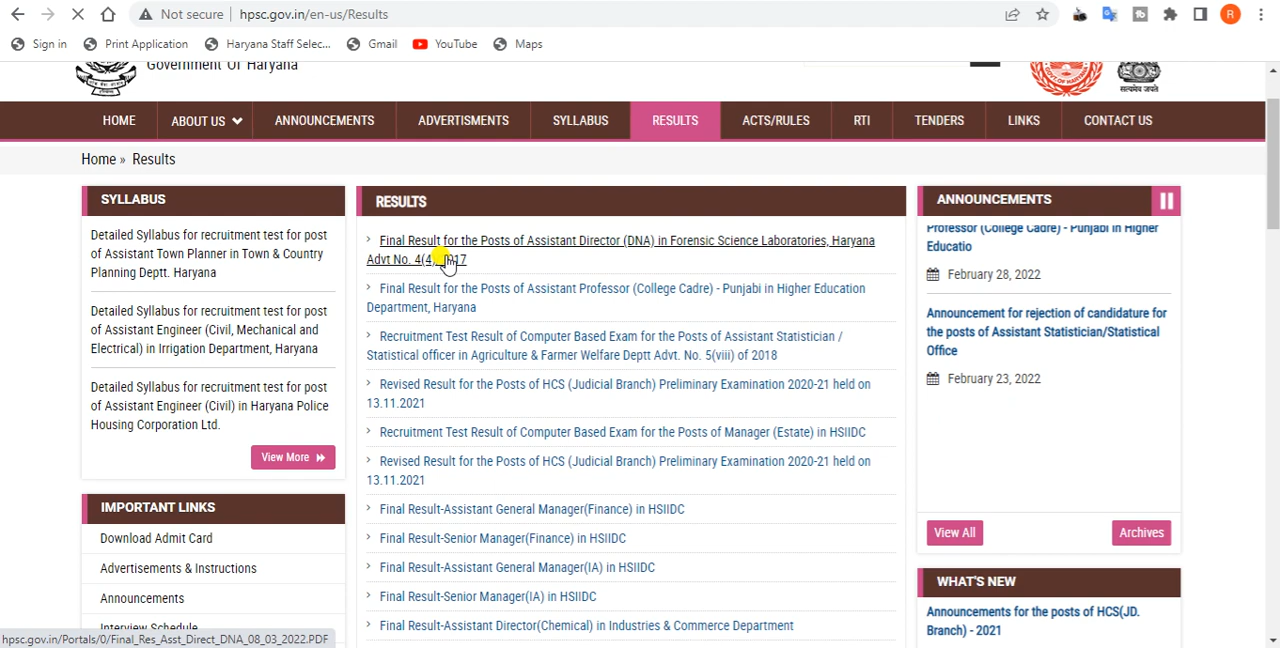 Not secure
hpsc.gov.in/en-us/Results
Sign in
Print Application
Haryana Staff Selec...
Gmail
YouTube
Maps
Government Of Haryana
HOME
ABOUT US
ANNOUNCEMENTS
ADVERTISMENTS
SYLLABUS
RESULTS
ACTS/RULES
RTI
TENDERS
LINKS
CONTACT US
Home » Results
SYLLABUS
Detailed Syllabus for recruitment test for post
of Assistant Town Planner in Town & Country
Planning Deptt. Haryana
Detailed Syllabus for recruitment test for post
of Assistant Engineer (Civil, Mechanical and
Electrical) in Irrigation Department, Haryana
Detailed Syllabus for recruitment test for post
of Assistant Engineer (Civil) in Haryana Police
Housing Corporation Ltd.
View More
IMPORTANT LINKS
Download Admit Card
Advertisements & Instructions
Announcements
Interview Schedule
RESULTS
Final Result for the Posts of Assistant Director (DNA) in Forensic Science Laboratories, Haryana
Advt No. 4(4)
Final Result for the Posts of Assistant Professor (College Cadre) - Punjabi in Higher Education
Department, Haryana
Recruitment Test Result of Computer Based Exam for the Posts of Assistant Statistician /
Statistical officer in Agriculture & Farmer Welfare Deptt Advt. No. 5(viii) of 2018
Revised Result for the Posts of HCS (Judicial Branch) Preliminary Examination 2020-21 held on
13.11.2021
Recruitment Test Result of Computer Based Exam for the Posts of Manager (Estate) in HSIIDC
Revised Result for the Posts of HCS (Judicial Branch) Preliminary Examination 2020-21 held on
13.11.2021
Final Result-Assistant General Manager(Finance) in HSIIDC
Final Result-Senior Manager(Finance) in HSIIDC
Final Result-Assistant General Manager(IA) in HSIIDC
Final Result-Senior Manager(IA) in HSIIDC
Final Result-Assistant Director(Chemical) in Industries & Commerce Department
ANNOUNCEMENTS
Professor (College Cadre) - Punjabi in Higher
Educatio
February 28, 2022
Announcement for rejection of candidature for
the posts of Assistant Statistician/Statistical
Office
February 23, 2022
View All
Archives
WHAT'S NEW
Announcements for the posts of HCS(JD.
Branch) - 2021
hpsc.gov.in/Portals/0/Final_Res_Asst_Direct_DNA_08_03_2022.PDF
R
सत्यमेव जयते